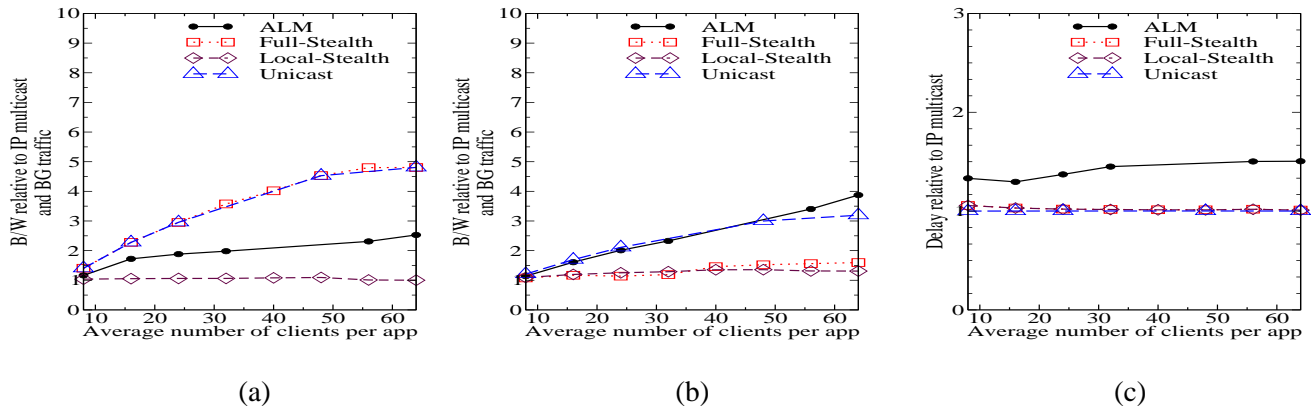 10
9
8
7
6
5
4
3
2
1
0
10 20 30 40 50 60
Average number of clients per app
B/W relative to IP multicast
and BG traffic
ALM
Full-Stealth
Local-Stealth
Unicast
(a)
10
9
8
7
6
5
4
3
2
1
0
10 20 30 40 50 60
Average number of clients per app
B/W relative to IP multicast
and BG traffic
ALM
Full-Stealth
Local-Stealth
Unicast
(b)
3
2
1
0
10 20 30 40 50 60
Average number of clients per app
Delay relative to IP multicast
ALM
Full-Stealth
Local-Stealth
Unicast
(c)